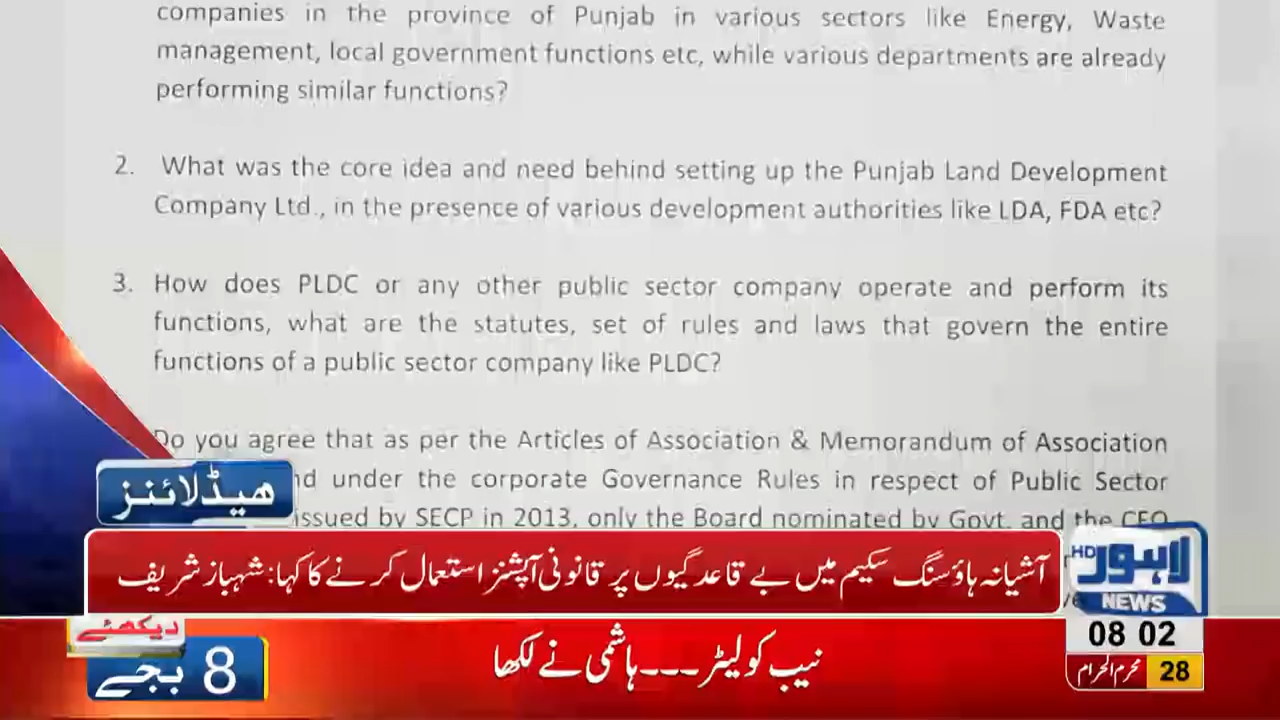 companies in the province of Punjab in various sectors like Energy, Waste
management, local government functions etc, while various departments are already
performing similar functions?
2. What was the core idea and need behind setting up the Punjab Land Development
Company Ltd., in the presence of various development authorities like LDA, FDA etc?
3. How does PLDC or any other public sector company operate and perform its
functions, what are the statutes, set of rules and laws that govern the entire
functions of a public sector company like PLDC?
Do you agree that as per the Articles of Association & Memorandum of Association
under the corporate Governance Rules in respect of Public Sector
issued by SECP in 2013, only the Board nominated by Govt. and the CEO
ھیڈلائنز
آشیانہ ہاؤسنگ سکیم میں بے قاعدگیوں پر قانونی آپشنز استعمال کرنے کا کہا: شہباز شریف
لاہور HD
NEWS
08 02
28 محرم الحرام
دیکھئے
8 بجے
نیب کو لیٹر۔۔۔ہاشمی نے لکھا